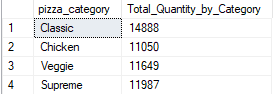 pizza_category Total_Quantity_by_Category
1 Classic 14888
2 Chicken 11050
3 Veggie 11649
4 Supreme 11987